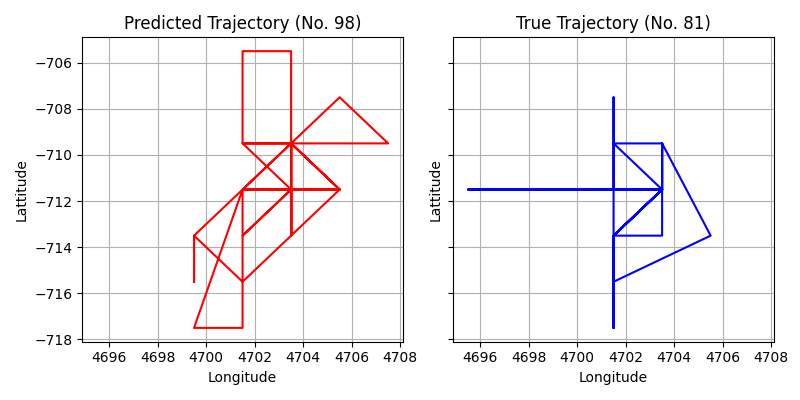 Predicted Trajectory (No. 98)
True Trajectory (No. 81)
−706
−708
−710
−712
−714
−716
−718
Lattitude
Lattitude
4696 4698 4700 4702 4704 4706 4708
4696 4698 4700 4702 4704 4706 4708
Longitude
Longitude